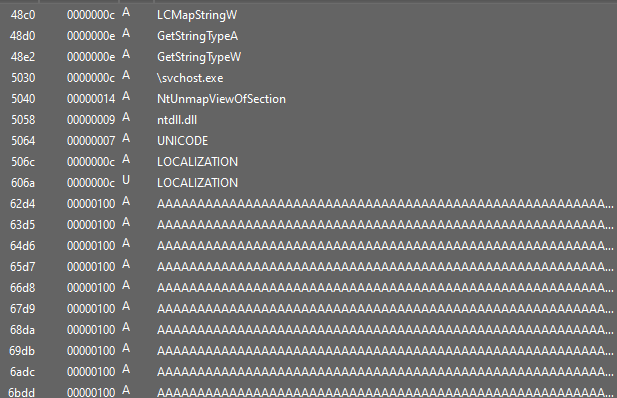 48c0 0000000c A LCMapStringW
48d0 0000000e A GetStringTypeA
48e2 0000000e A GetStringTypeW
5030 0000000c A \svchost.exe
5040 00000014 A NtUnmapViewOfSection
5058 00000009 A ntdll.dll
5064 00000007 A UNICODE
506c 0000000c A LOCALIZATION
606a 0000000c U LOCALIZATION
62d4 00000100 A AAAAAAAAAAAAAAAAAAAAAAAAAAAAAAAAAAAAAAAAAAAAAAAAAAAAAAAA...
63d5 00000100 A AAAAAAAAAAAAAAAAAAAAAAAAAAAAAAAAAAAAAAAAAAAAAAAAAAAAAAAA...
64d6 00000100 A AAAAAAAAAAAAAAAAAAAAAAAAAAAAAAAAAAAAAAAAAAAAAAAAAAAAAAAA...
65d7 00000100 A AAAAAAAAAAAAAAAAAAAAAAAAAAAAAAAAAAAAAAAAAAAAAAAAAAAAAAAA...
66d8 00000100 A AAAAAAAAAAAAAAAAAAAAAAAAAAAAAAAAAAAAAAAAAAAAAAAAAAAAAAAA...
67d9 00000100 A AAAAAAAAAAAAAAAAAAAAAAAAAAAAAAAAAAAAAAAAAAAAAAAAAAAAAAAA...
68da 00000100 A AAAAAAAAAAAAAAAAAAAAAAAAAAAAAAAAAAAAAAAAAAAAAAAAAAAAAAAA...
69db 00000100 A AAAAAAAAAAAAAAAAAAAAAAAAAAAAAAAAAAAAAAAAAAAAAAAAAAAAAAAA...
6adc 00000100 A AAAAAAAAAAAAAAAAAAAAAAAAAAAAAAAAAAAAAAAAAAAAAAAAAAAAAAAA...
6bdd 00000100 A AAAAAAAAAAAAAAAAAAAAAAAAAAAAAAAAAAAAAAAAAAAAAAAAAAAAAAAA...